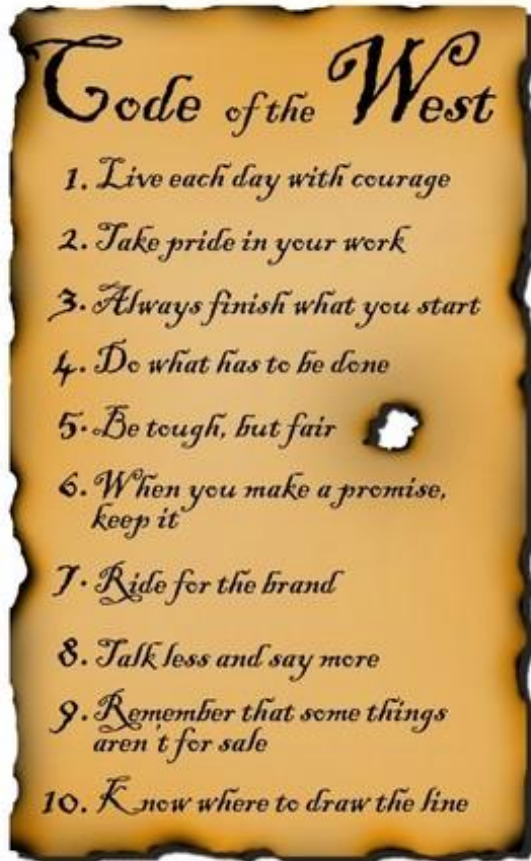 Code of the West
1. Live each day with courage
2. Take pride in your work
3. Always finish what you start
4. Do what has to be done
5. Be tough, but fair
6. When you make a promise,
keep it
7. Ride for the brand
8. Talk less and say more
9. Remember that some things
aren't for sale
10. Know where to draw the line